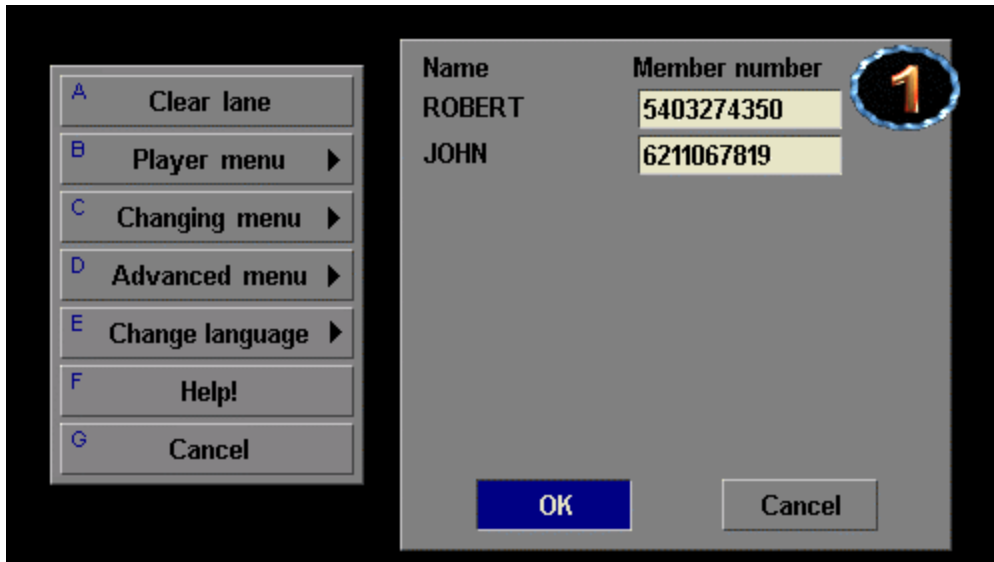 A Clear lane
B Player menu
C Changing menu
D Advanced menu
E Change language
F Help!
G Cancel
Name Member number
1
ROBERT 5403274350
JOHN 6211067819
OK Cancel